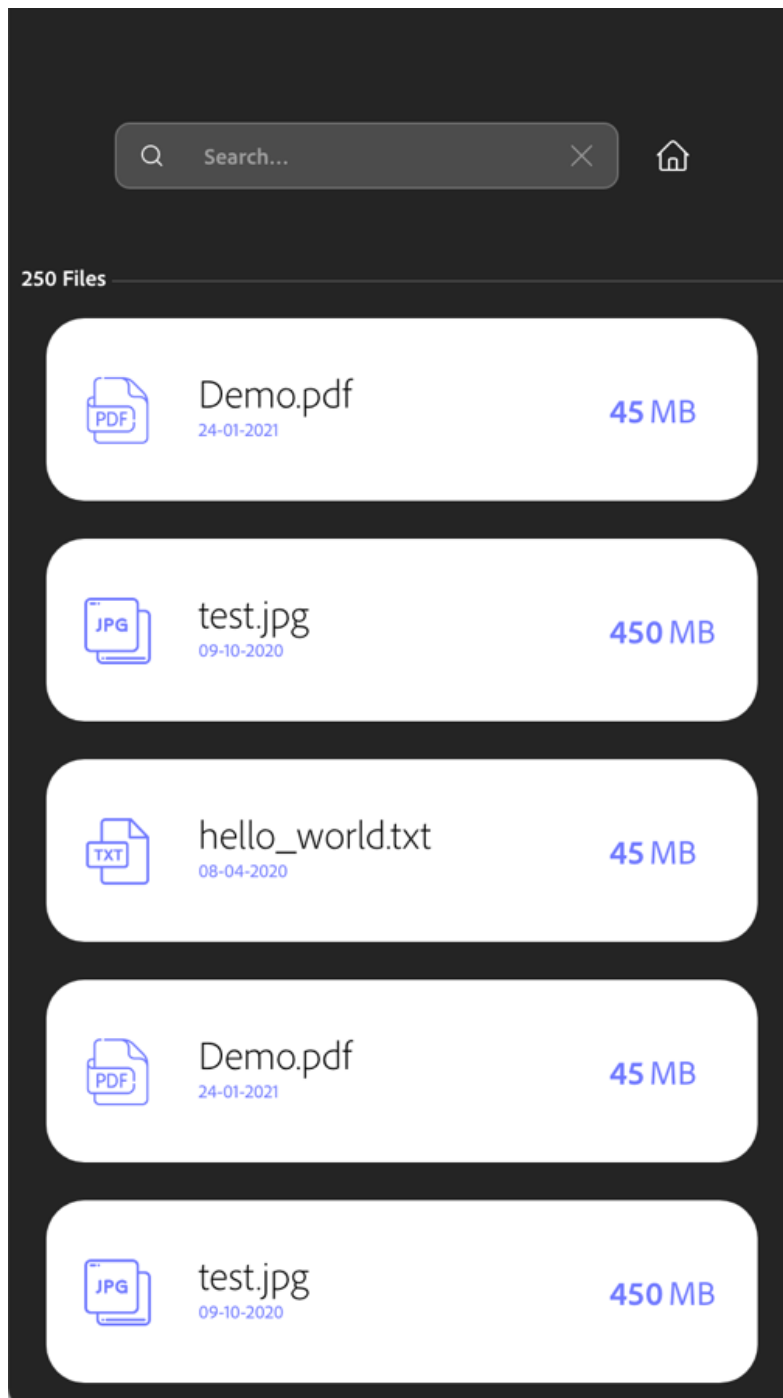 Search...
250 Files
PDF
Demo.pdf
24-01-2021
45 MB
JPG
test.jpg
09-10-2020
450 MB
TXT
hello_world.txt
08-04-2020
45 MB
PDF
Demo.pdf
24-01-2021
45 MB
JPG
test.jpg
09-10-2020
450 MB